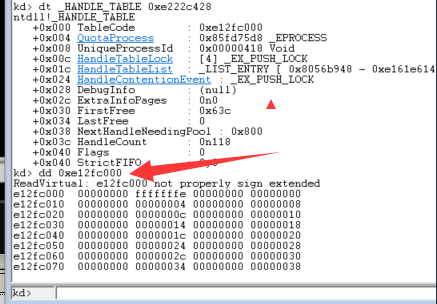 kd> dt _HANDLE_TABLE 0xe222c428
ntdll!_HANDLE_TABLE
+0x000 TableCode : 0xe12fc000
+0x004 QuotaProcess : 0x85fd75d8 _EPROCESS
+0x008 UniqueProcessId : 0x00000418 Void
+0x00c HandleTableLock : [4] _EX_PUSH_LOCK
+0x01c HandleTableList : _LIST_ENTRY [ 0x8056b948 - 0xe161e614
+0x024 HandleContentionEvent : _EX_PUSH_LOCK
+0x028 DebugInfo : (null)
+0x02c ExtraInfoPages : 0n0
+0x030 FirstFree : 0x63c
+0x034 LastFree : 0
+0x038 NextHandleNeedingPool : 0x800
+0x03c HandleCount : 0n118
+0x040 Flags : 0
+0x040 StrictFIFO
kd> dd 0xe12fc000
ReadVirtual: e12fc000 not properly sign extended
e12fc000 00000000 fffffffe 00000000 00000000
e12fc010 00000000 00000004 00000000 00000008
e12fc020 00000000 0000000c 00000000 00000010
e12fc030 00000000 00000014 00000000 00000018
e12fc040 00000000 0000001c 00000000 00000020
e12fc050 00000000 00000024 00000000 00000028
e12fc060 00000000 0000002c 00000000 00000030
e12fc070 00000000 00000034 00000000 00000038
kd>